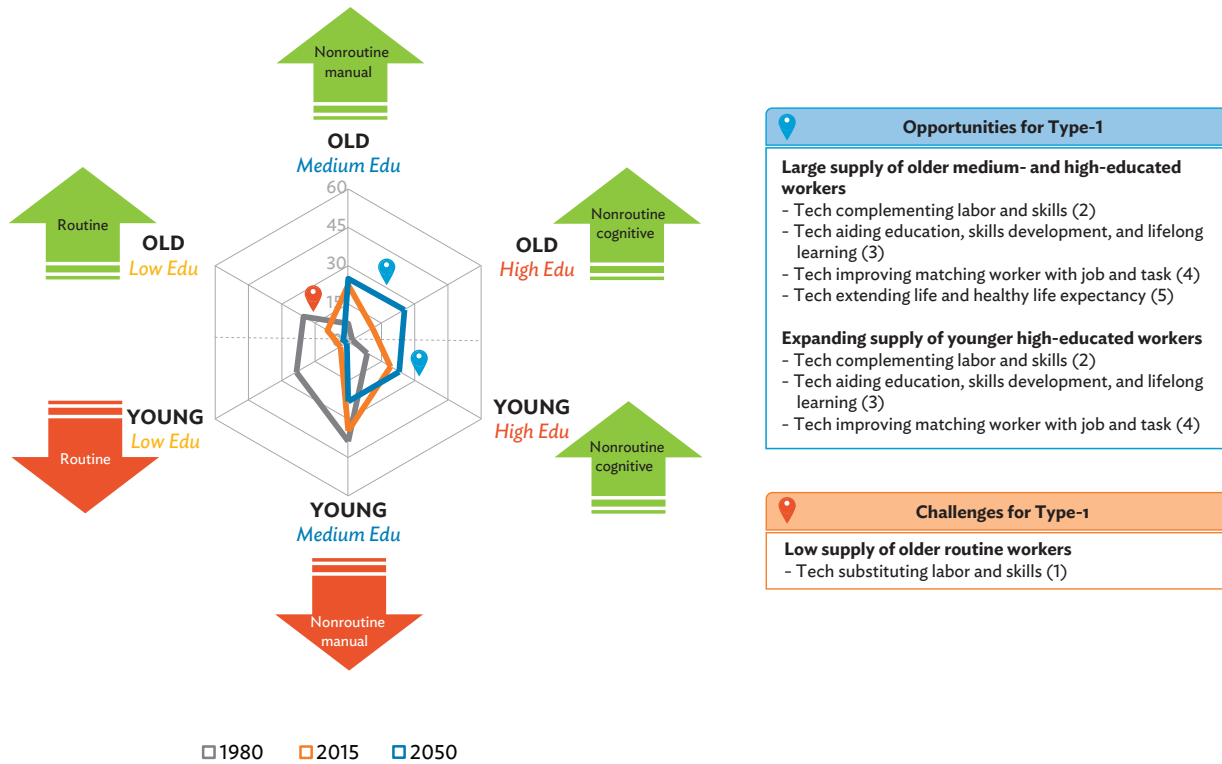 Nonroutine
manual
OLD
Medium Edu
60
45
30
15
Routine
OLD
Low Edu
OLD
High Edu
Nonroutine
cognitive
YOUNG
Low Edu
Routine
YOUNG
High Edu
Nonroutine
cognitive
YOUNG
Medium Edu
Nonroutine
manual
1980
2015
2050
Opportunities for Type-1
Large supply of older medium- and high-educated
workers
- Tech complementing labor and skills (2)
- Tech aiding education, skills development, and lifelong
learning (3)
- Tech improving matching worker with job and task (4)
- Tech extending life and healthy life expectancy (5)
Expanding supply of younger high-educated workers
- Tech complementing labor and skills (2)
- Tech aiding education, skills development, and lifelong
learning (3)
- Tech improving matching worker with job and task (4)
Challenges for Type-1
Low supply of older routine workers
- Tech substituting labor and skills (1)